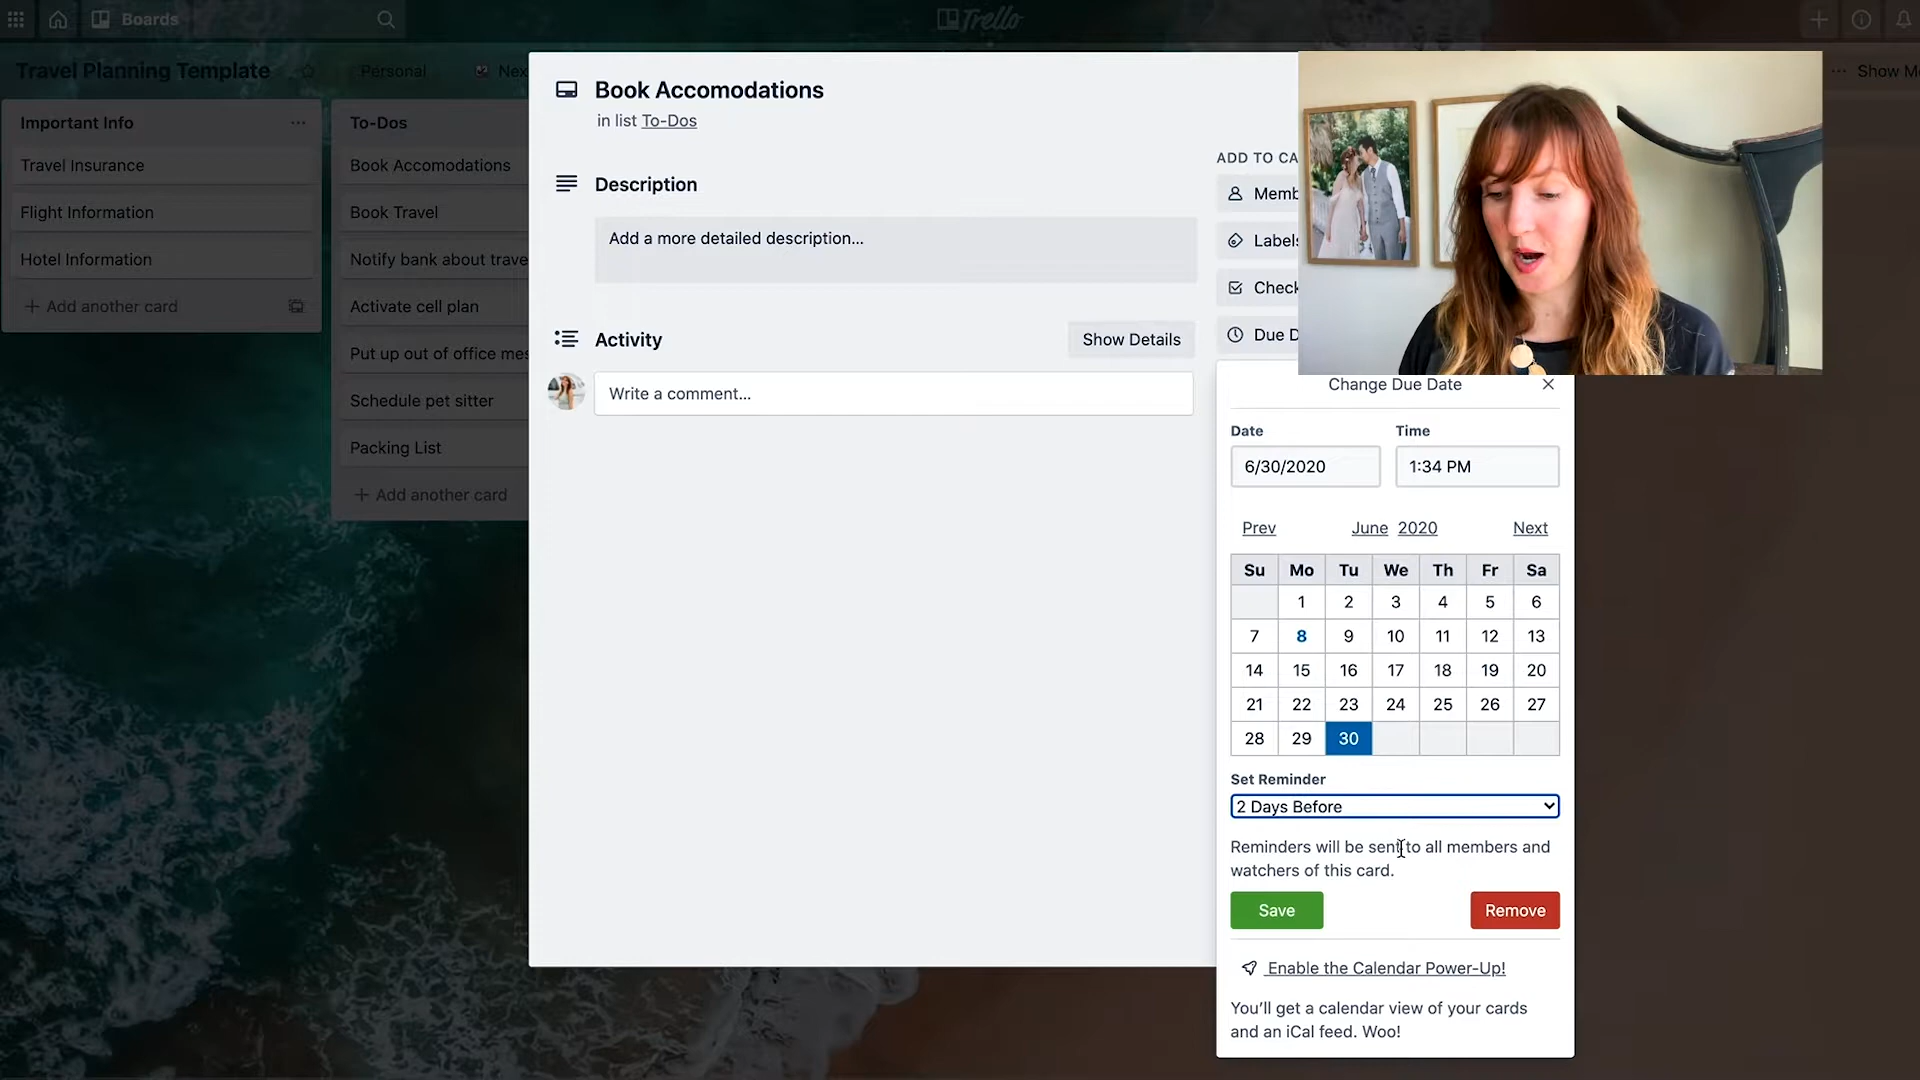 Boards
Trello
Travel Planning Template
Personal
Show
Important Info
Travel Insurance
Flight Information
Hotel Information
+ Add another card
To-Dos
Book Accomodations
Book Travel
Notify bank about trave
Activate cell plan
Put up out of office mes
Schedule pet sitter
Packing List
+ Add another card
Book Accomodations
in list To-Dos
Description
Add a more detailed description...
Activity
Show Details
Write a comment...
ADD TO CA
Memb
Labels
Check
Due D
Change Due Date
Date
Time
6/30/2020
1:34 PM
Prev
June 2020
Next
Su Mo Tu We Th Fr Sa
1 2 3 4 5 6
7 8 9 10 11 12 13
14 15 16 17 18 19 20
21 22 23 24 25 26 27
28 29 30
Set Reminder
2 Days Before
Reminders will be sent to all members and
watchers of this card.
Save
Remove
Enable the Calendar Power-Up!
You’ll get a calendar view of your cards
and an iCal feed. Woo!